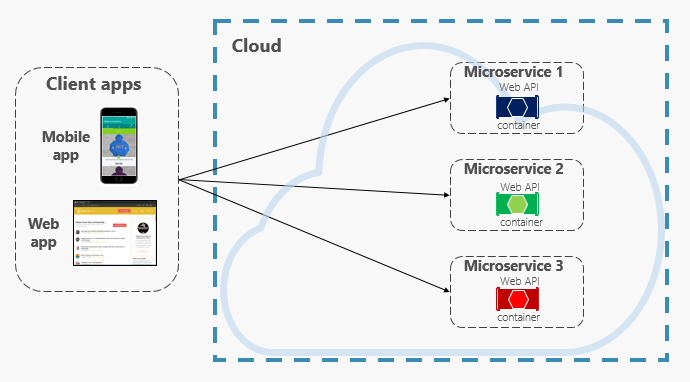 Cloud
Client apps
Mobile
app
Web
app
Microservice 1
Web API
container
Microservice 2
Web API
container
Microservice 3
Web API
container